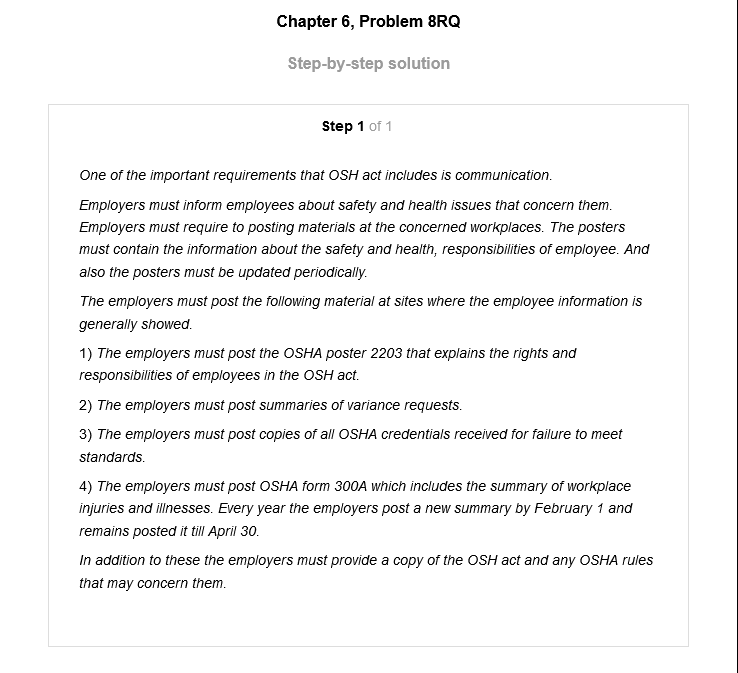 Chapter 6, Problem 8RQ
Step-by-step solution
Step 1 of 1
One of the important requirements that OSH act includes is communication.
Employers must inform employees about safety and health issues that concern them.
Employers must require to posting materials at the concerned workplaces. The posters
must contain the information about the safety and health, responsibilities of employee. And
also the posters must be updated periodically.
The employers must post the following material at sites where the employee information is
generally showed.
1) The employers must post the OSHA poster 2203 that explains the rights and
responsibilities of employees in the OSH act.
2) The employers must post summaries of variance requests.
3) The employers must post copies of all OSHA credentials received for failure to meet
standards.
4) The employers must post OSHA form 300A which includes the summary of workplace
injuries and illnesses. Every year the employers post a new summary by February 1 and
remains posted it till April 30.
In addition to these the employers must provide a copy of the OSH act and any OSHA rules
that may concern them.